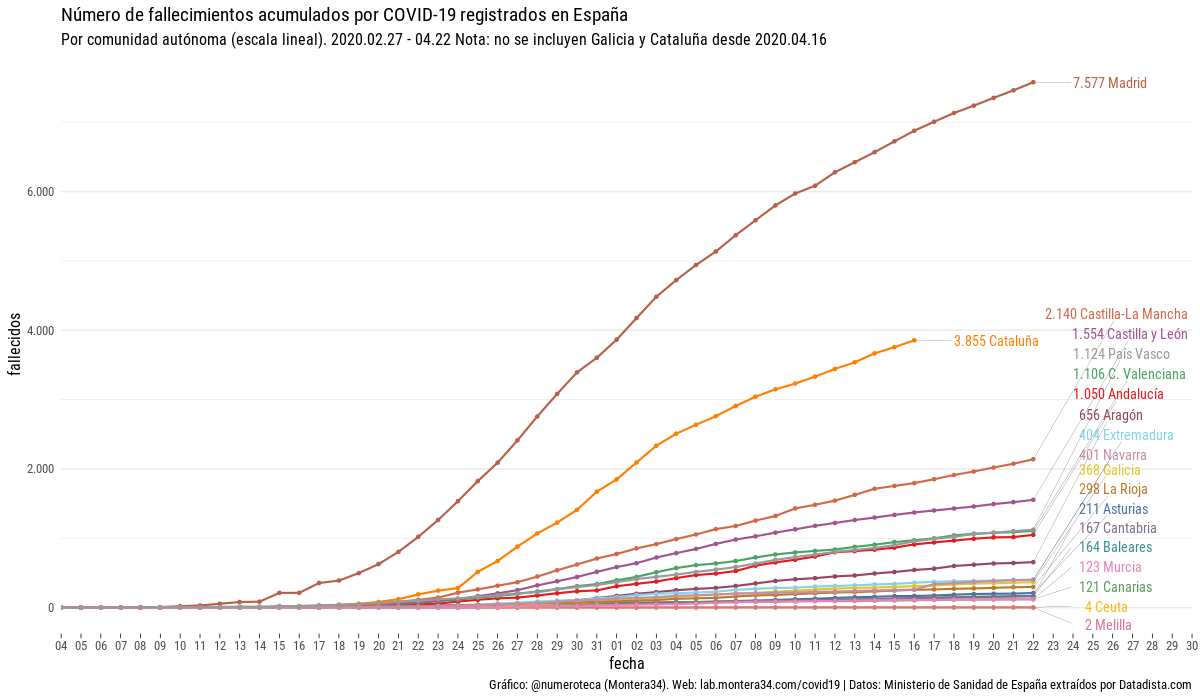 Número de fallecimientos acumulados por COVID-19 registrados en España
Por comunidad autónoma (escala lineal). 2020.02.27 - 04.22 Nota: no se incluyen Galicia y Cataluña desde 2020.04.16
7.577 Madrid
6.000
2.140 Castilla-La Mancha
4.000
1.554 Castilla y León
3.855 Cataluña
1.124 País Vasco
1.106 C. Valenciana
1.050 Andalucía
656 Aragón
404 Extremadura
401 Navarra
2.000
368 Galicia
298 La Rioja
211 Asturias
167 Cantabria
164 Baleares
123 Murcia
121 Canarias
0
4 Ceuta
2 Melilla
fallecidos
04 05 06 07 08 09 10 11 12 13 14 15 16 17 18 19 20 21 22 23 24 25 26 27 28 29 30 31 01 02 03 04 05 06 07 08 09 10 11 12 13 14 15 16 17 18 19 20 21 22 23 24 25 26 27 28 29 30
fecha
Gráfico: @numeroteca (Montera34). Web: lab.montera34.com/covid19 | Datos: Ministerio de Sanidad de España extraídos por Datadista.com